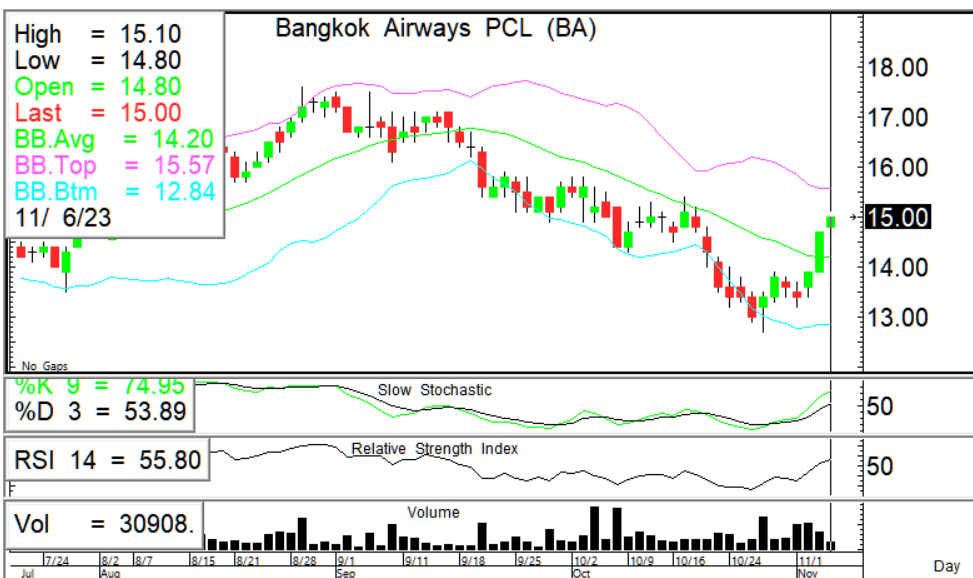 Bangkok Airways PCL (BA)
High = 15.10
Low = 14.80
Open = 14.80
Last = 15.00
BB.Avg = 14.20
BB.Top = 15.57
BB.Btm = 12.84
11/ 6/23
18.00
17.00
16.00
15.00
14.00
13.00
No Gaps
%K 9 = 74.95
%D 3 = 53.89
Slow Stochastic
50
RSI 14 = 55.80
Relative Strength Index
50
Vol = 30908.
Volume
7/24 8/2 8/7 8/15 8/21 8/28 9/1 9/11 9/18 9/25 10/2 10/9 10/16 10/24 11/1
Jul Aug Sep Oct Nov
Day